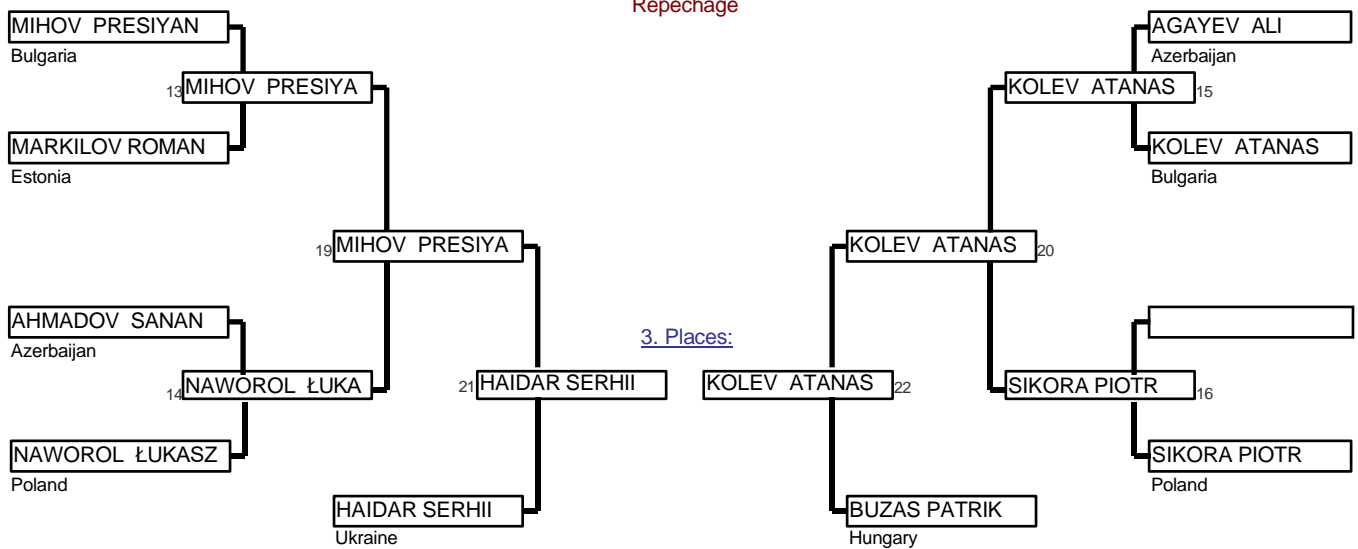 Repechage
MIHOV PRESIYAN
Bulgaria
13 MIHOV PRESIYA
MARKILOV ROMAN
Estonia
19 MIHOV PRESIYA
AHMADOV SANAN
Azerbaijan
14 NAWOROL ŁUKA
NAWOROL ŁUKASZ
Poland
21 HAIDAR SERHII
HAIDAR SERHII
Ukraine
3. Places:
AGAYEV ALI
Azerbaijan
KOLEV ATANAS 15
KOLEV ATANAS
Bulgaria
KOLEV ATANAS 20
KOLEV ATANAS 22
SIKORA PIOTR 16
SIKORA PIOTR
Poland
BUZAS PATRIK
Hungary